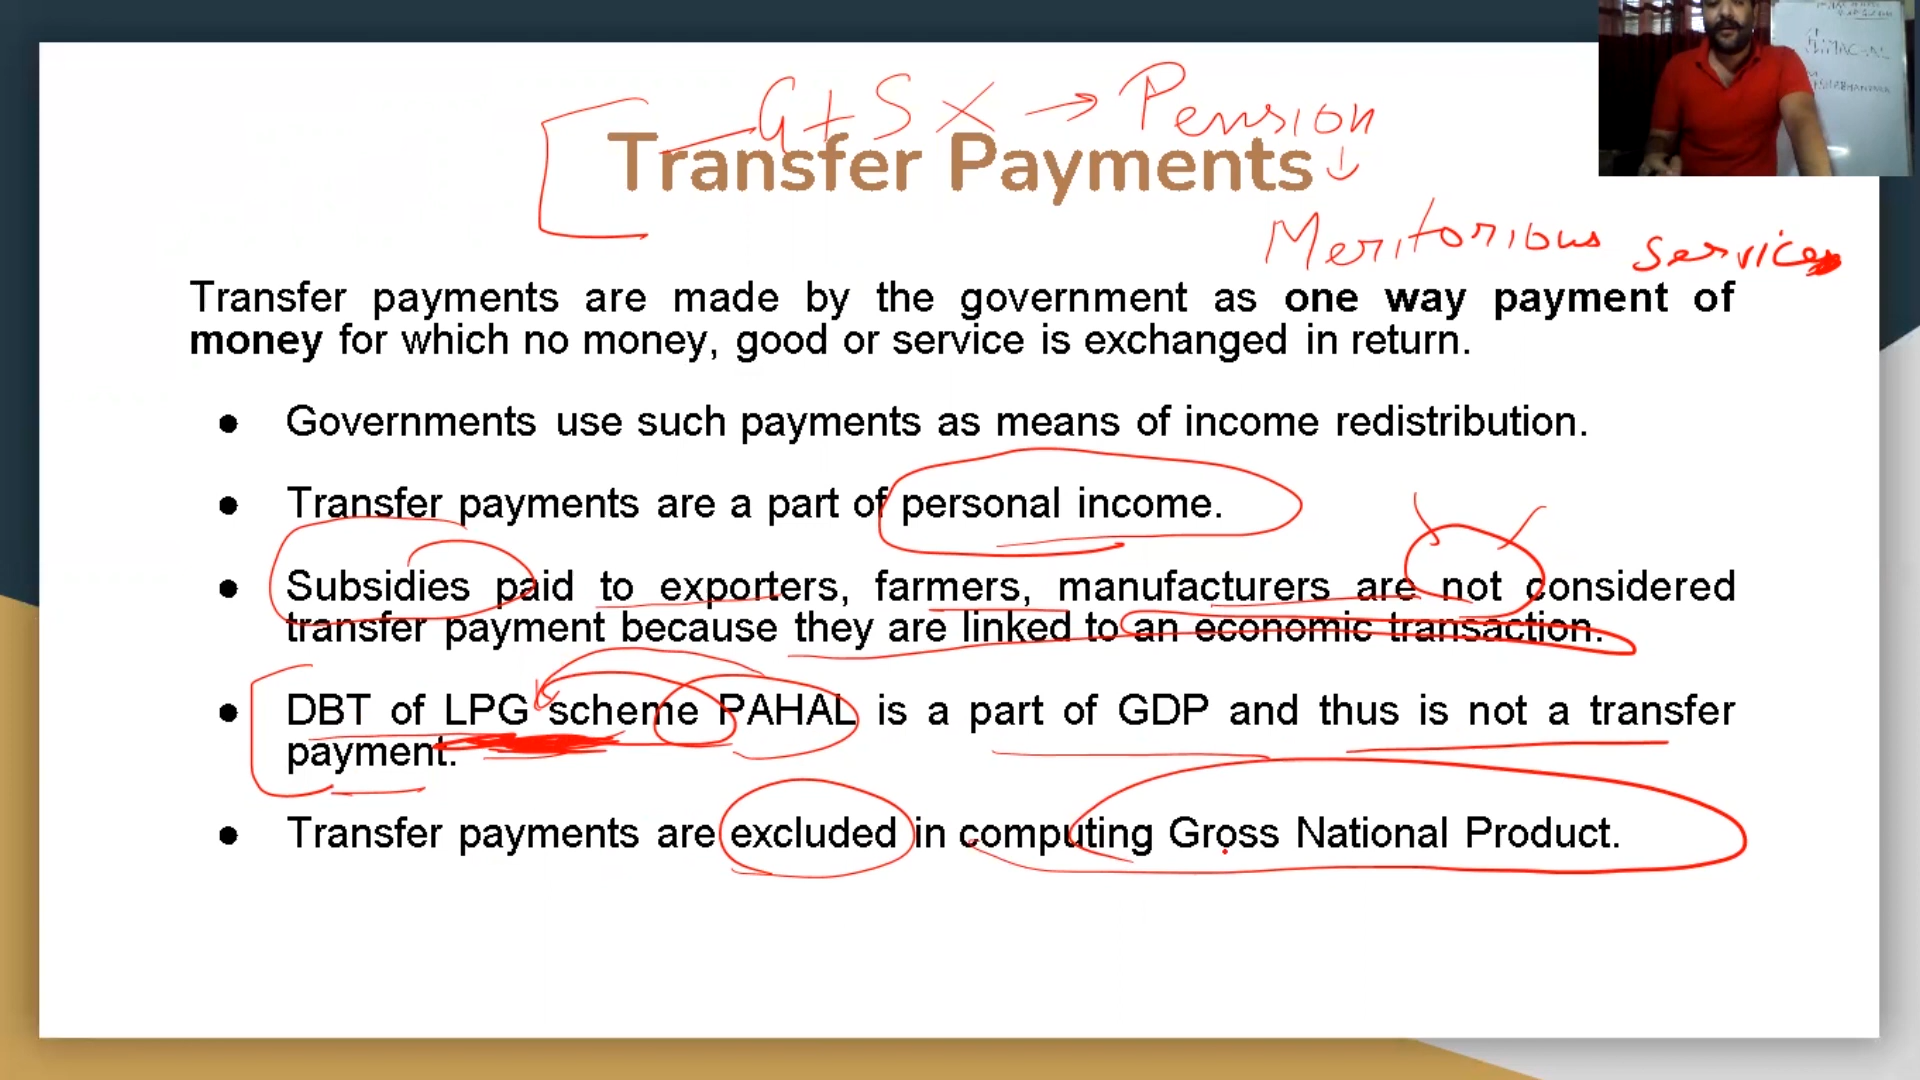 G+S X → Pension
Transfer Payments
Meritorious services
Transfer payments are made by the government as one way payment of
money for which no money, good or service is exchanged in return.
● Governments use such payments as means of income redistribution.
● Transfer payments are a part of personal income.
● Subsidies paid to exporters, farmers, manufacturers are not considered
transfer payment because they are linked to an economic transaction.
● DBT of LPG scheme PAHAL is a part of GDP and thus is not a transfer
payment.
● Transfer payments are excluded in computing Gross National Product.